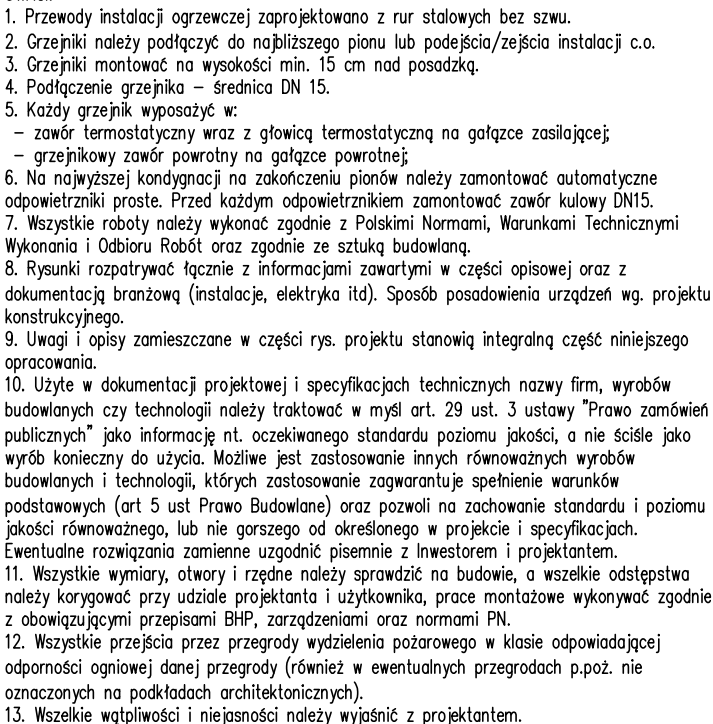 1. Przewody instalacji ogrzewczej zaprojektowano z rur stalowych bez szwu.
2. Grzejniki należy podłączyć do najbliższego pionu lub podejścia/zejścia instalacji c.o.
3. Grzejniki montować na wysokości min. 15 cm nad posadzką.
4. Podłączenie grzejnika – średnica DN 15.
5. Każdy grzejnik wyposażyć w:
– zawór termostatyczny wraz z głowicą termostatyczną na gałązce zasilającej;
– grzejnikowy zawór powrotny na gałązce powrotnej;
6. Na najwyższej kondygnacji na zakończeniu pionów należy zamontować automatyczne
odpowietrzniki proste. Przed każdym odpowietrznikiem zamontować zawór kulowy DN15.
7. Wszystkie roboty należy wykonać zgodnie z Polskimi Normami, Warunkami Technicznymi
Wykonania i Odbioru Robót oraz zgodnie ze sztuką budowlaną.
8. Rysunki rozpatrywać łącznie z informacjami zawartymi w części opisowej oraz z
dokumentacją branżową (instalacje, elektryka itd). Sposób posadowienia urządzeń wg. projektu
konstrukcyjnego.
9. Uwagi i opisy zamieszczane w części rys. projektu stanowią integralną część niniejszego
opracowania.
10. Użyte w dokumentacji projektowej i specyfikacjach technicznych nazwy firm, wyrobów
budowlanych czy technologii należy traktować w myśl art. 29 ust. 3 ustawy "Prawo zamówień
publicznych" jako informację nt. oczekiwanego standardu poziomu jakości, a nie ściśle jako
wyrób konieczny do użycia. Możliwe jest zastosowanie innych równoważnych wyrobów
budowlanych i technologii, których zastosowanie zagwarantuje spełnienie warunków
podstawowych (art 5 ust Prawo Budowlane) oraz pozwoli na zachowanie standardu i poziomu
jakości równoważnego, lub nie gorszego od określonego w projekcie i specyfikacjach.
Ewentualne rozwiązania zamienne uzgodnić pisemnie z Inwestorem i projektantem.
11. Wszystkie wymiary, otwory i rzędne należy sprawdzić na budowie, a wszelkie odstępstwa
należy korygować przy udziale projektanta i użytkownika, prace montażowe wykonywać zgodnie
z obowiązującymi przepisami BHP, zarządzeniami oraz normami PN.
12. Wszystkie przejścia przez przegrody wydzielenia pożarowego w klasie odpowiadającej
odporności ogniowej danej przegrody (również w ewentualnych przegrodach p.poż. nie
oznaczonych na podkładach architektonicznych).
13. Wszelkie wątpliwości i niejasności należy wyjaśnić z projektantem.